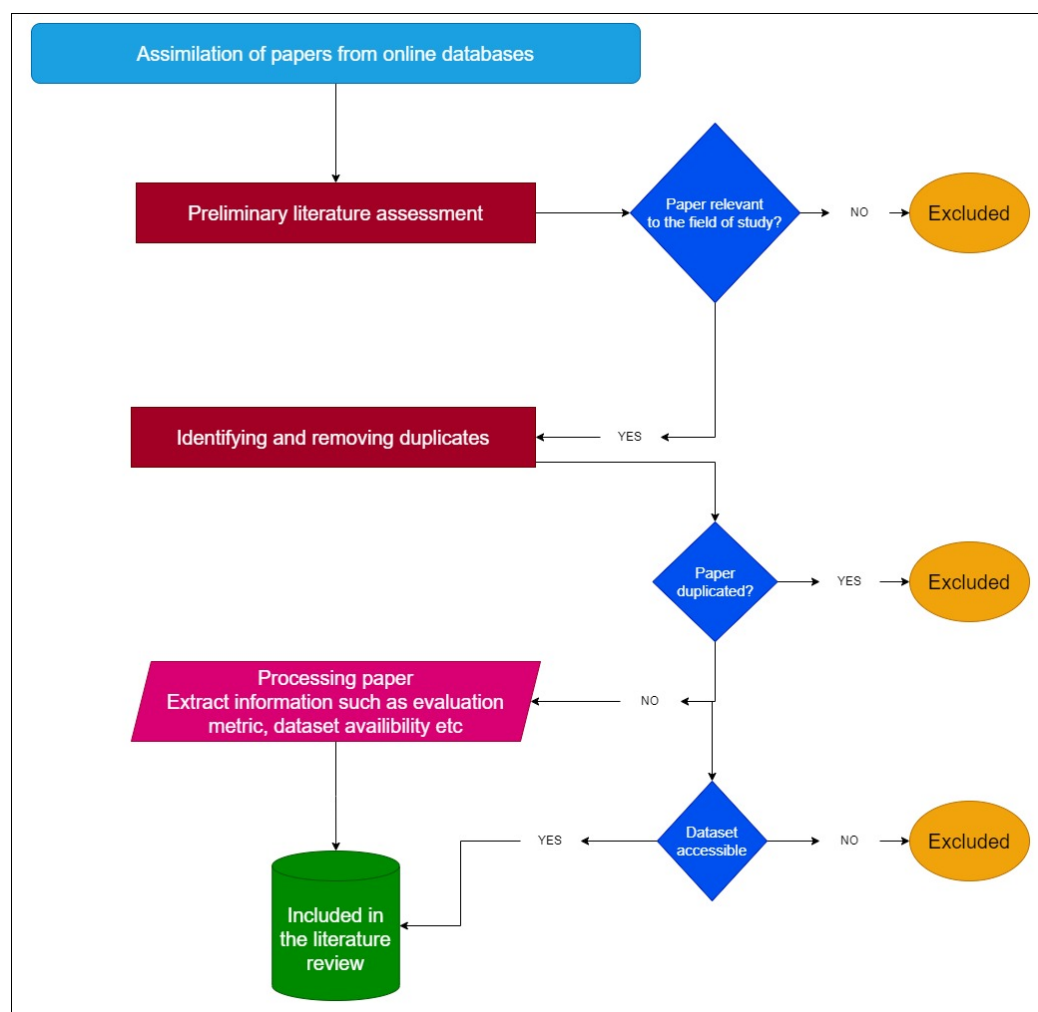 Assimilation of papers from online databases
Preliminary literature assessment
Paper relevant
to the field of study?
NO
Excluded
Identifying and removing duplicates
YES
Paper
duplicated?
YES
Excluded
Processing paper
Extract information such as evaluation
metric, dataset availibility etc
NO
Dataset
accessible
YES
NO
Excluded
Included in
the literature
review